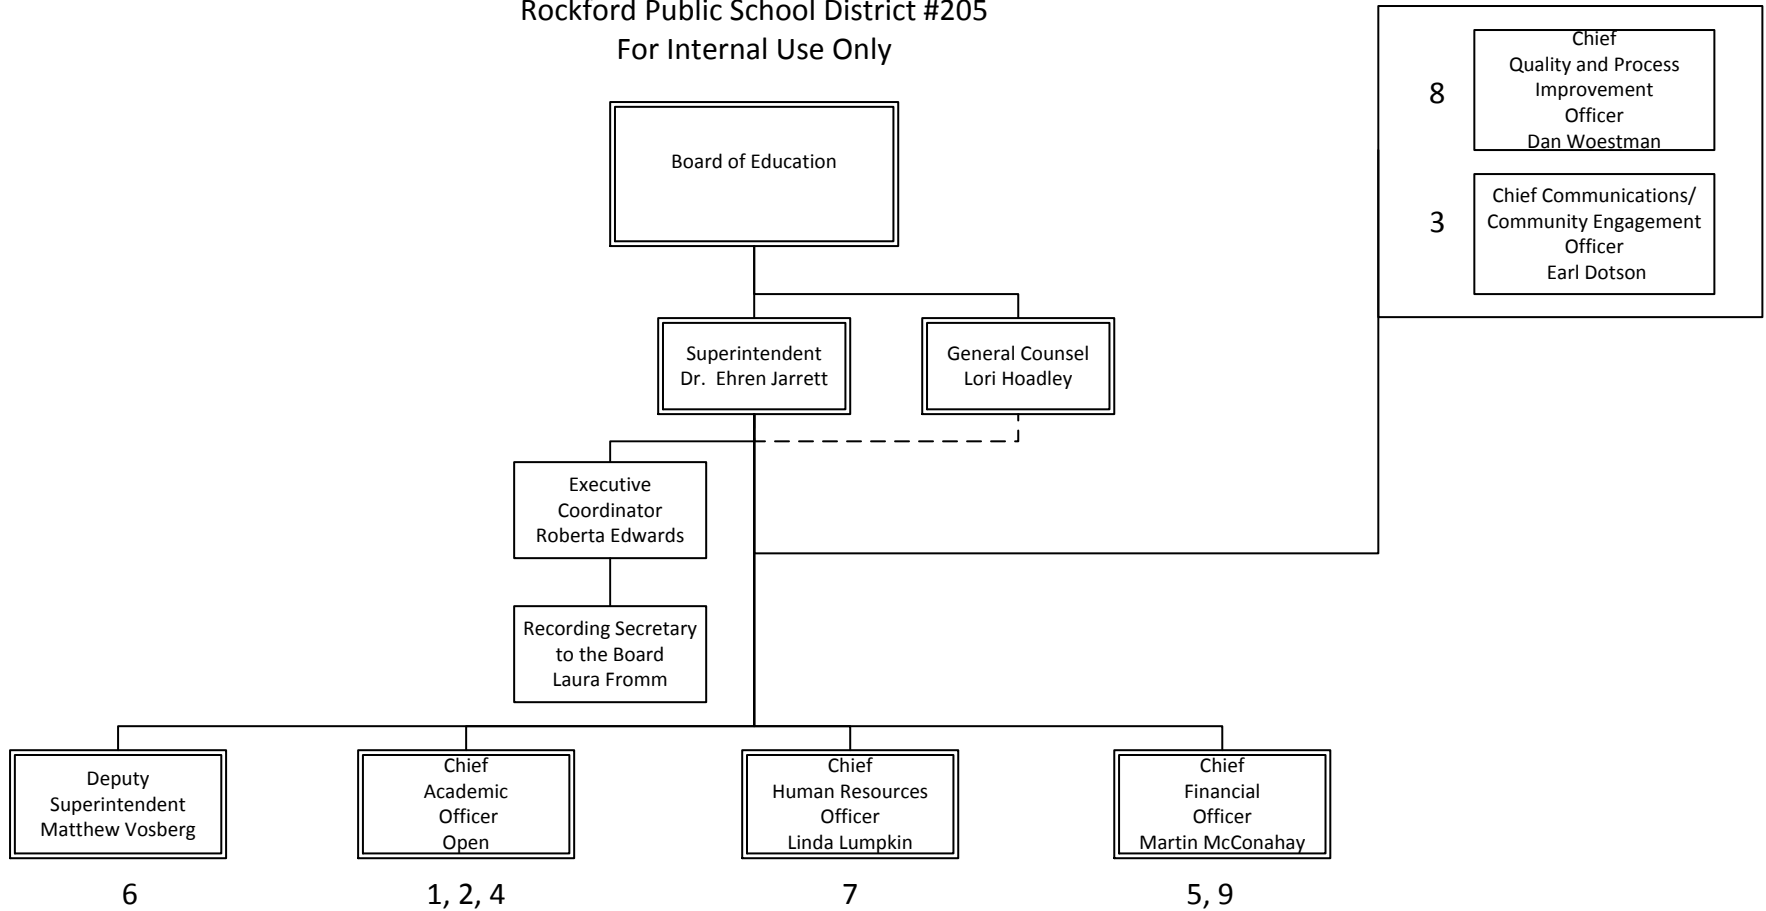 Rockford Public School District #205
For Internal Use Only
8
Chief
Quality and Process
Improvement
Officer
Dan Woestman
3
Chief Communications/
Community Engagement
Officer
Earl Dotson
Board of Education
Superintendent
Dr. Ehren Jarrett
General Counsel
Lori Hoadley
Executive
Coordinator
Roberta Edwards
Recording Secretary
to the Board
Laura Fromm
Deputy
Superintendent
Matthew Vosberg
6
Chief
Academic
Officer
Open
1, 2, 4
Chief
Human Resources
Officer
Linda Lumpkin
7
Chief
Financial
Officer
Martin McConahay
5, 9